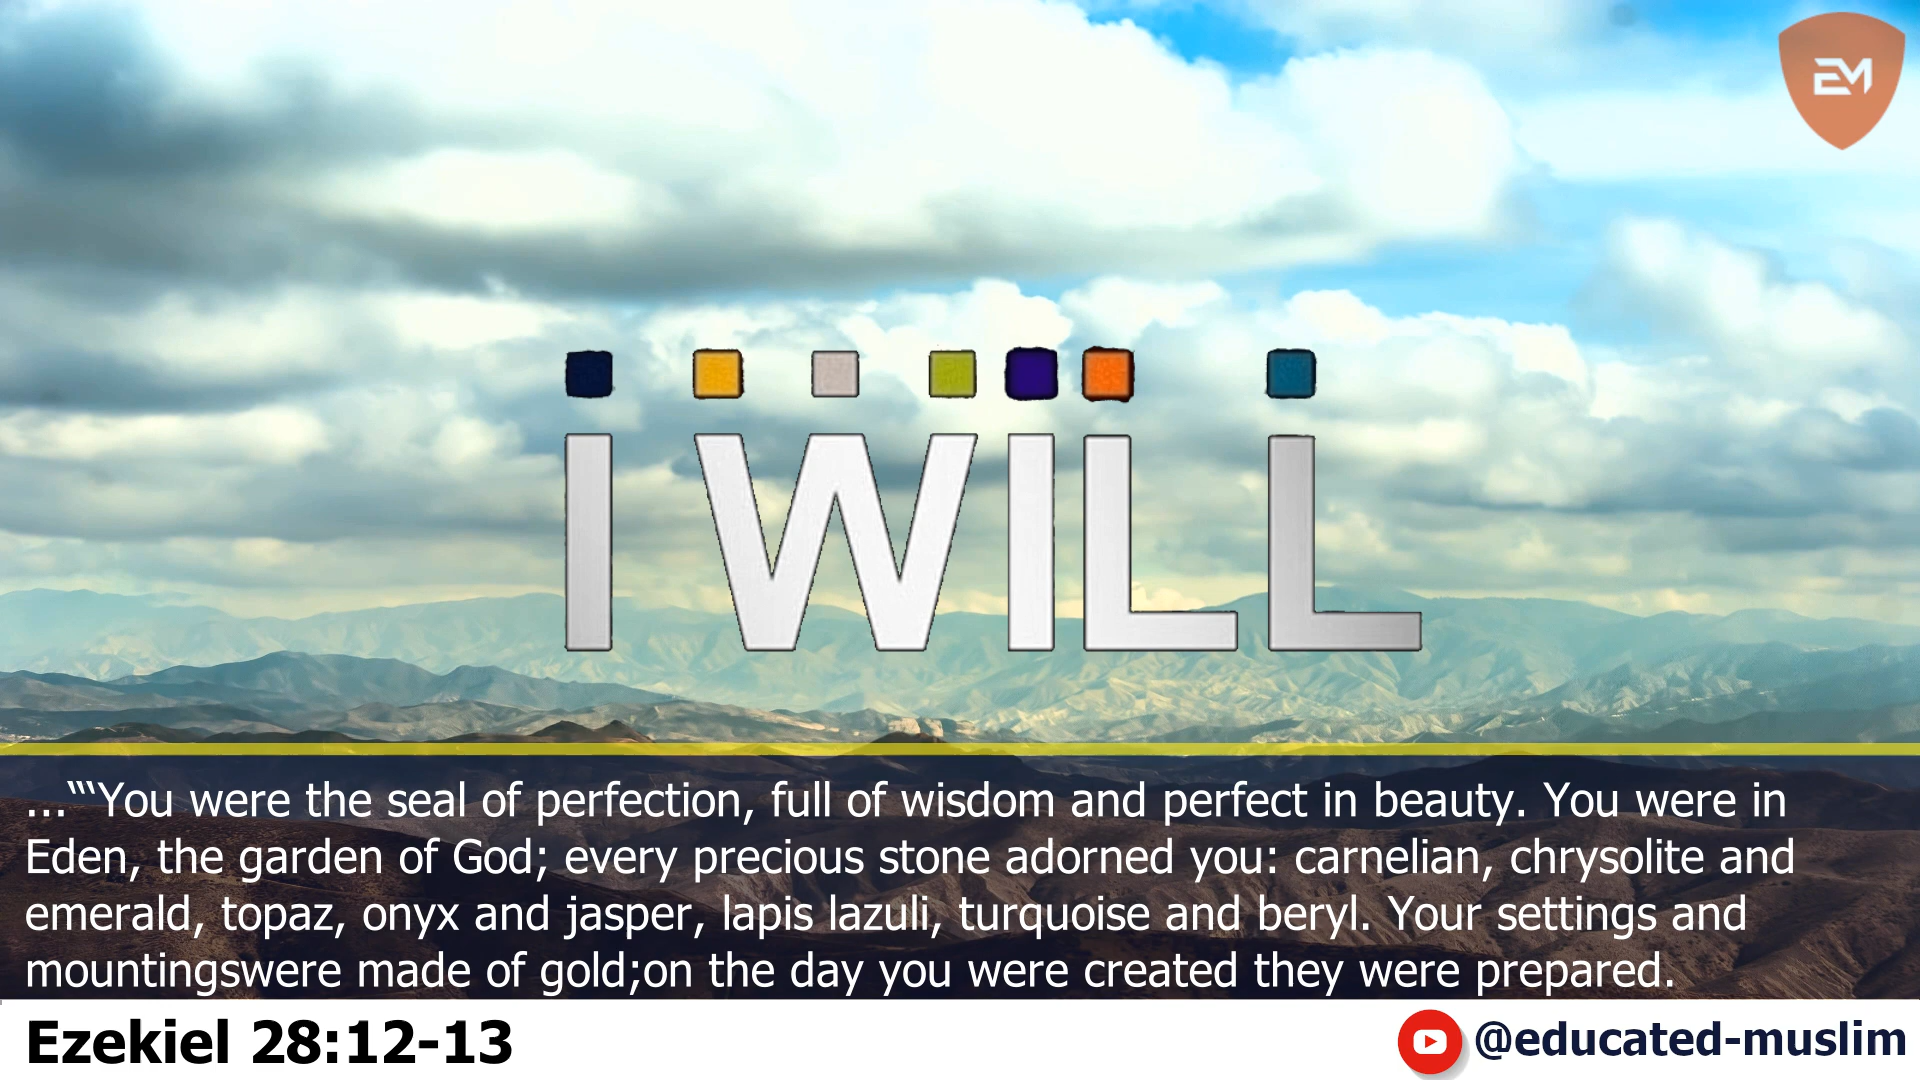 EM
I WILL
...“‘You were the seal of perfection, full of wisdom and perfect in beauty. You were in
Eden, the garden of God; every precious stone adorned you: carnelian, chrysolite and
emerald, topaz, onyx and jasper, lapis lazuli, turquoise and beryl. Your settings and
mountingswere made of gold;on the day you were created they were prepared.
Ezekiel 28:12-13
@educated-muslim